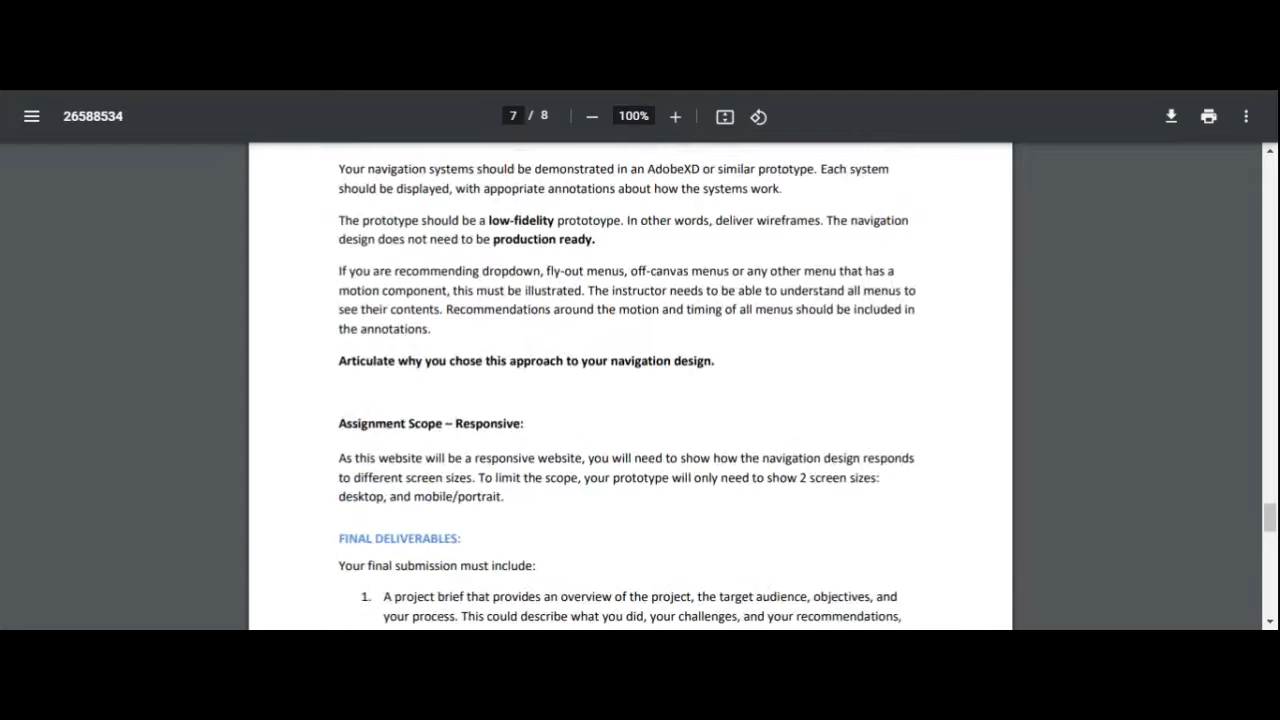 26588534
7 / 8
100%
Your navigation systems should be demonstrated in an AdobeXD or similar prototype. Each system
should be displayed, with appopriate annotations about how the systems work.
The prototype should be a low-fidelity prototoype. In other words, deliver wireframes. The navigation
design does not need to be production ready.
If you are recommending dropdown, fly-out menus, off-canvas menus or any other menu that has a
motion component, this must be illustrated. The instructor needs to be able to understand all menus to
see their contents. Recommendations around the motion and timing of all menus should be included in
the annotations.
Articulate why you chose this approach to your navigation design.
Assignment Scope – Responsive:
As this website will be a responsive website, you will need to show how the navigation design responds
to different screen sizes. To limit the scope, your prototype will only need to show 2 screen sizes:
desktop, and mobile/portrait.
FINAL DELIVERABLES:
Your final submission must include:
1. A project brief that provides an overview of the project, the target audience, objectives, and
your process. This could describe what you did, your challenges, and your recommendations,